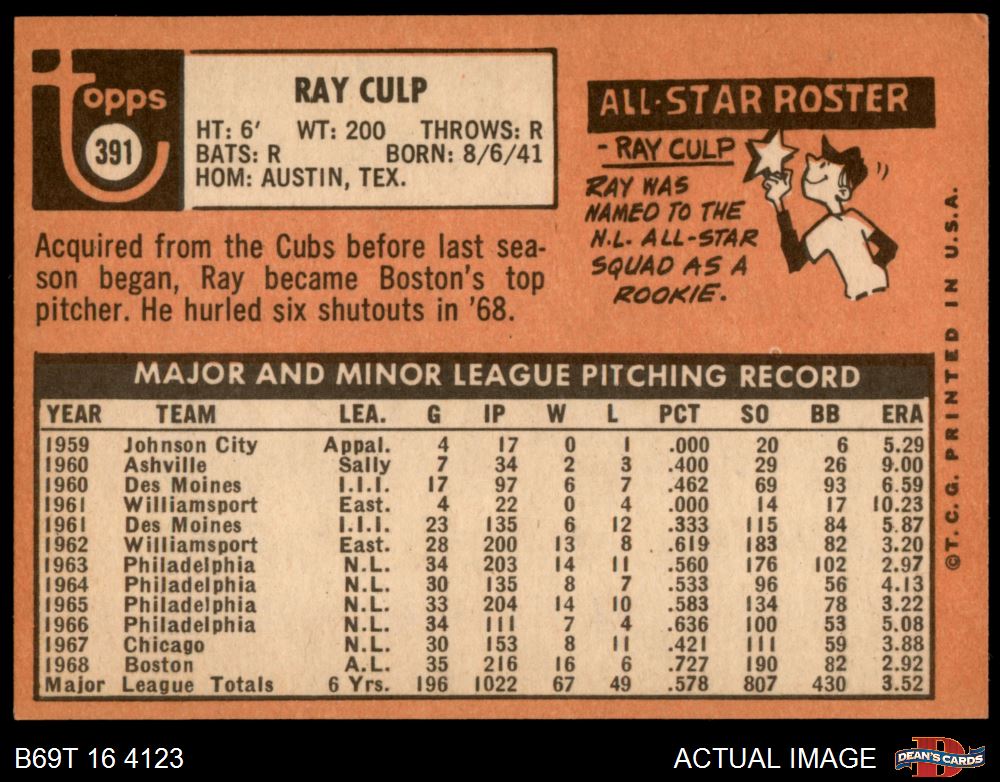 topps
391
RAY CULP
HT: 6' WT: 200 THROWS: R
BATS: R BORN: 8/6/41
HOM: AUSTIN, TEX.
Acquired from the Cubs before last sea-
son began, Ray became Boston's top
pitcher. He hurled six shutouts in '68.
ALL-STAR ROSTER
- RAY CULP
RAY WAS
NAMED TO THE
N.L. ALL-STAR
SQUAD AS A
ROOKIE.
MAJOR AND MINOR LEAGUE PITCHING RECORD
YEAR TEAM LEA. G IP W L PCT SO BB ERA
1959 Johnson City Appal. 4 17 0 1 .000 20 6 5.29
1960 Ashville Sally 7 34 2 3 .400 29 26 9.00
1960 Des Moines I.I.I. 17 97 6 7 .462 69 93 6.59
1961 Williamsport East. 4 22 0 4 .000 14 17 10.23
1961 Des Moines I.I.I. 23 135 6 12 .333 115 84 5.87
1962 Williamsport East. 28 200 13 8 .619 183 82 3.20
1963 Philadelphia N.L. 34 203 14 11 .560 176 102 2.97
1964 Philadelphia N.L. 30 135 8 7 .533 96 56 4.13
1965 Philadelphia N.L. 33 204 14 10 .583 134 78 3.22
1966 Philadelphia N.L. 34 111 7 4 .636 100 53 5.08
1967 Chicago N.L. 30 153 8 11 .421 111 59 3.88
1968 Boston A.L. 35 216 16 6 .727 190 82 2.92
Major League Totals 6 Yrs. 196 1022 67 49 .578 807 430 3.52
©T.C.G. PRINTED IN U.S.A.
B69T 16 4123
ACTUAL IMAGE
D
DEAN'S CARDS